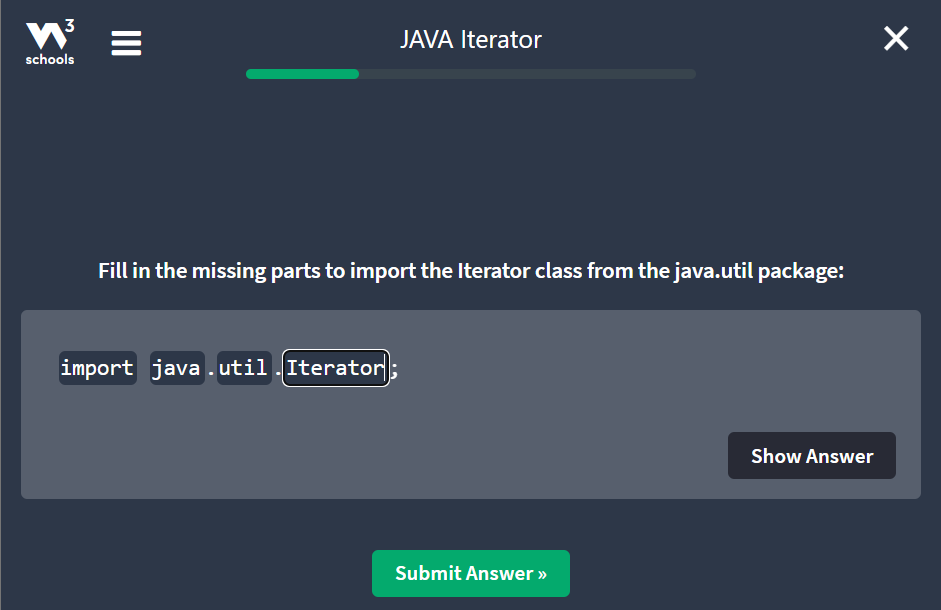 W3
schools
JAVA Iterator
Fill in the missing parts to import the Iterator class from the java.util package:
import java.util.Iterator;
Show Answer
Submit Answer »